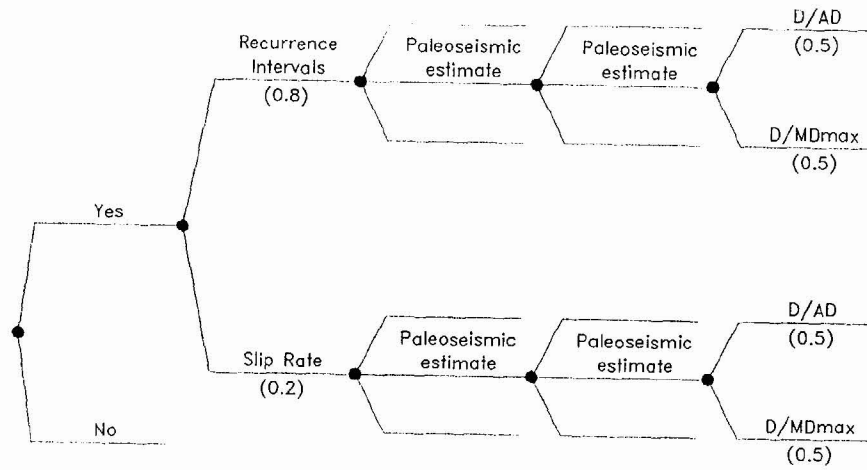 D/AD
(0.5)
Recurrence
Intervals
(0.8)
Paleoseismic
estimate
Paleoseismic
estimate
D/MDmax
(0.5)
Yes
D/AD
(0.5)
Slip Rate
(0.2)
Paleoseismic
estimate
Paleoseismic
estimate
No
D/MDmax
(0.5)